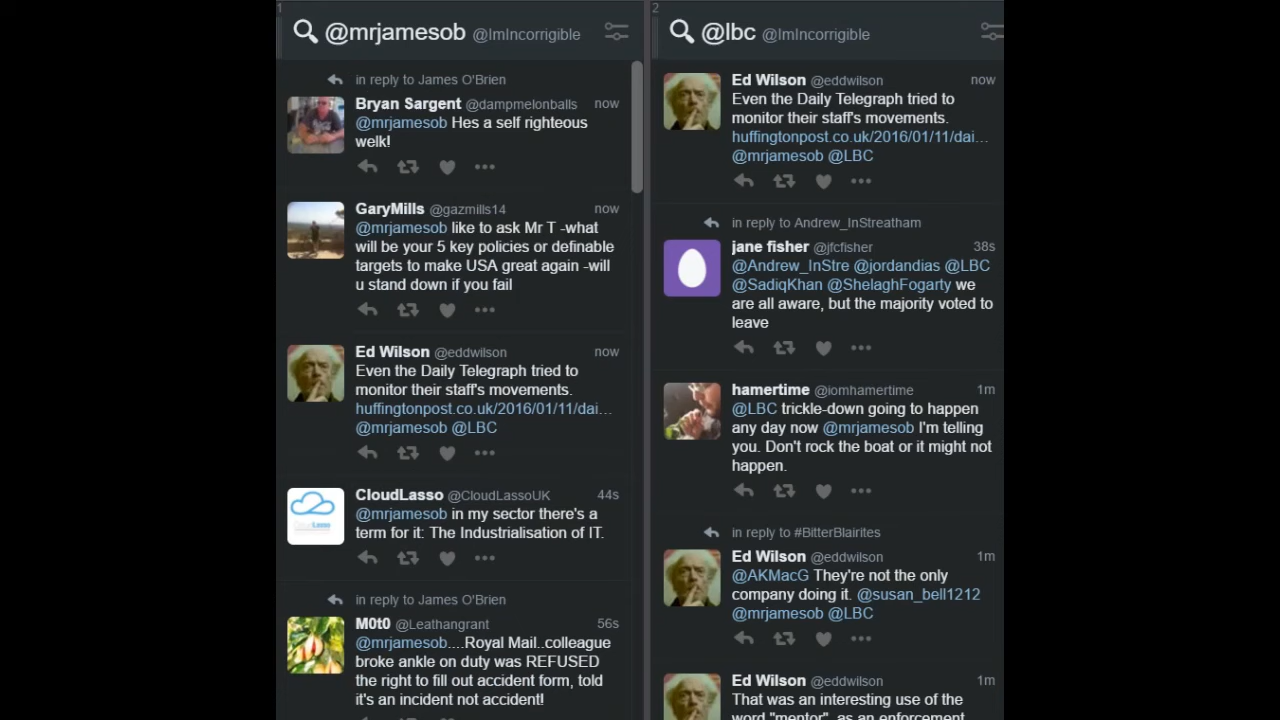 1
@mrjamesob @ImIncorrigible
in reply to James O'Brien
Bryan Sargent @dampmelonballs now
@mrjamesob Hes a self righteous
welk!
GaryMills @gazmills14 now
@mrjamesob like to ask Mr T -what
will be your 5 key policies or definable
targets to make USA great again -will
u stand down if you fail
Ed Wilson @eddwilson now
Even the Daily Telegraph tried to
monitor their staff's movements.
huffingtonpost.co.uk/2016/01/11/dai...
@mrjamesob @LBC
CloudLasso @CloudLassoUK 44s
@mrjamesob in my sector there's a
term for it: The Industrialisation of IT.
in reply to James O'Brien
M0t0 @Leathangrant 56s
@mrjamesob....Royal Mail..colleague
broke ankle on duty was REFUSED
the right to fill out accident form, told
it's an incident not accident!
2
@lbc @ImIncorrigible
Ed Wilson @eddwilson now
Even the Daily Telegraph tried to
monitor their staff's movements.
huffingtonpost.co.uk/2016/01/11/dai...
@mrjamesob @LBC
in reply to Andrew_InStreatham
jane fisher @jfcfisher 38s
@Andrew_InStre @jordandias @LBC
@SadiqKhan @ShelaghFogarty we
are all aware, but the majority voted to
leave
hamertime @iomhamertime 1m
@LBC trickle-down going to happen
any day now @mrjamesob I'm telling
you. Don't rock the boat or it might not
happen.
in reply to #BitterBlairites
Ed Wilson @eddwilson 1m
@AKMacG They're not the only
company doing it. @susan_bell1212
@mrjamesob @LBC
Ed Wilson @eddwilson 1m
That was an interesting use of the
word "mentor", as an enforcement